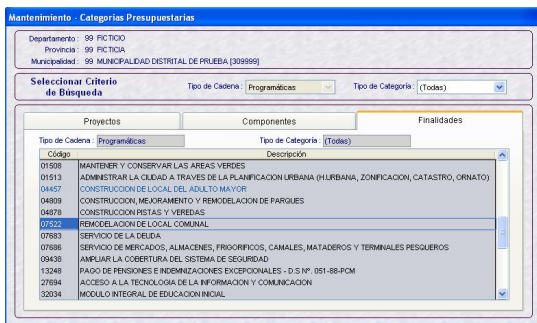 Mantenimiento - Categorias Presupuestarias
Departamento : 99 FICTICIO
Provincia : 99 FICTICIA
Municipalidad : 99 MUNICIPALIDAD DISTRITAL DE PRUEBA [309999]
Seleccionar Criterio de Búsqueda
Tipo de Cadena : Programáticas Tipo de Categoría : (Todas)
Proyectos Componentes Finalidades
Tipo de Cadena : Programáticas Tipo de Categoría : (Todas)
Código Descripción
01508 MANTENER Y CONSERVAR LAS AREAS VERDES
01513 ADMINISTRAR LA CIUDAD A TRAVES DE LA PLANIFICACION URBANA (H.URBANA, ZONIFICACION, CATASTRO, ORNATO)
04457 CONSTRUCCION DE LOCAL DEL ADULTO MAYOR
04809 CONSTRUCCION, MEJORAMIENTO Y REMODELACION DE PARQUES
04878 CONSTRUCCION PISTAS Y VEREDAS
07522 REMODELACION DE LOCAL COMUNAL
07683 SERVICIO DE LA DEUDA
07686 SERVICIO DE MERCADOS, ALMACENES, FRIGORIFICOS, CAMALES, MATADEROS Y TERMINALES PESQUEROS
09438 AMPLIAR LA COBERTURA DEL SISTEMA DE SEGURIDAD
13248 PAGO DE PENSIONES E INDEMNIZACIONES EXCEPCIONALES - D.S Nº. 051-88-PCM
27694 ACCESO A LA TECNOLOGIA DE LA INFORMACION Y COMUNICACION
32034 MODULO INTEGRAL DE EDUCACION INICIAL